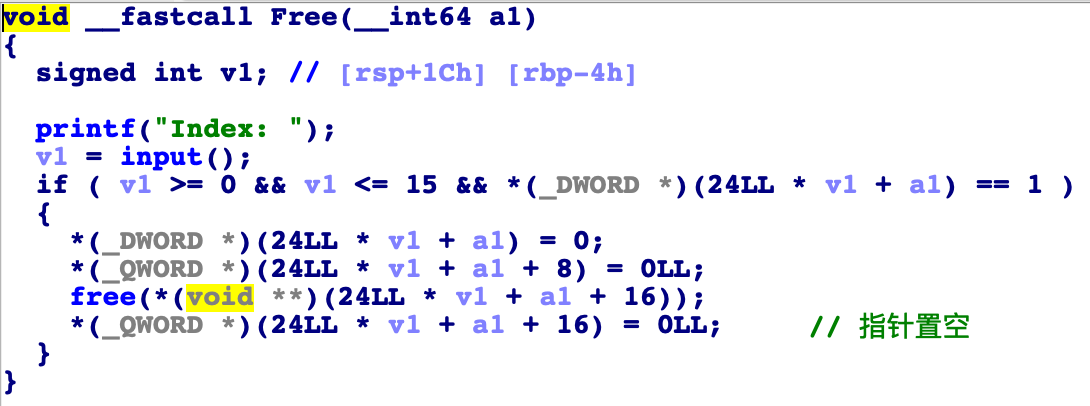 void __fastcall Free(__int64 a1)
{
  signed int v1; // [rsp+1Ch] [rbp-4h]

  printf("Index: ");
  v1 = input();
  if ( v1 >= 0 && v1 <= 15 && *(_DWORD *)(24LL * v1 + a1) == 1 )
  {
    *(_DWORD *)(24LL * v1 + a1) = 0;
    *(_QWORD *)(24LL * v1 + a1 + 8) = 0LL;
    free(*(void **)(24LL * v1 + a1 + 16));
    *(_QWORD *)(24LL * v1 + a1 + 16) = 0LL;      // 指针置空
  }
}